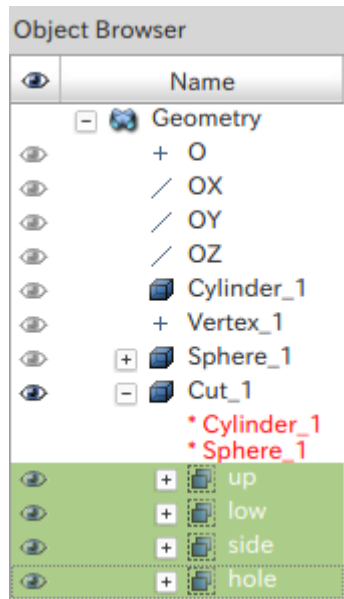 Object Browser
Name
Geometry
O
OX
OY
OZ
Cylinder_1
Vertex_1
Sphere_1
Cut_1
* Cylinder_1
* Sphere_1
up
low
side
hole